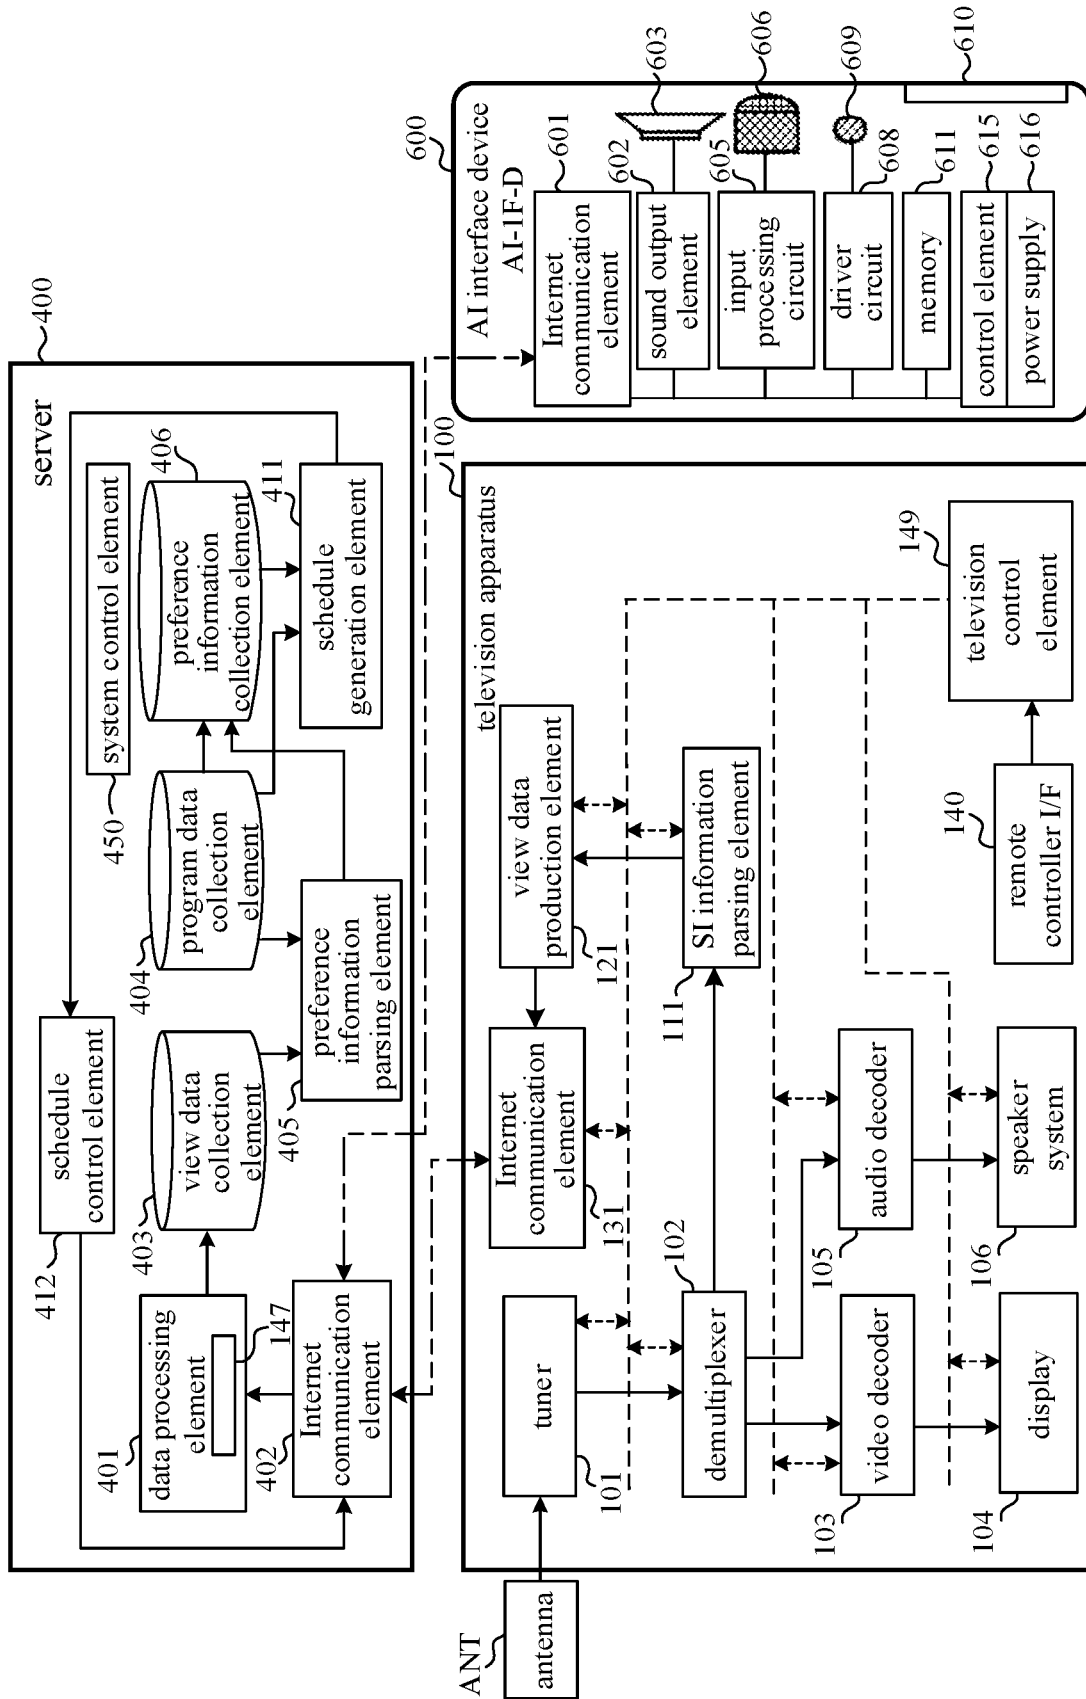 server
400
schedule
control element
412
system control element
450
data processing
element
401
147
view data
collection
element
403
program data
collection
element
404
preference
information
collection element
406
Internet
communication
element
402
preference
information
parsing element
405
schedule
generation element
411
ANT
antenna
television apparatus
100
tuner
101
Internet
communication
element
131
view data
production element
121
demultiplexer
102
SI information
parsing element
111
video decoder
103
audio decoder
105
display
104
speaker
system
106
remote
controller I/F
140
television
control
element
149
600
AI interface device
AI-1F-D
Internet
communication
element
601
sound output
element
602
603
input
processing
circuit
605
606
driver
circuit
608
609
memory
611
610
control element
615
power supply
616